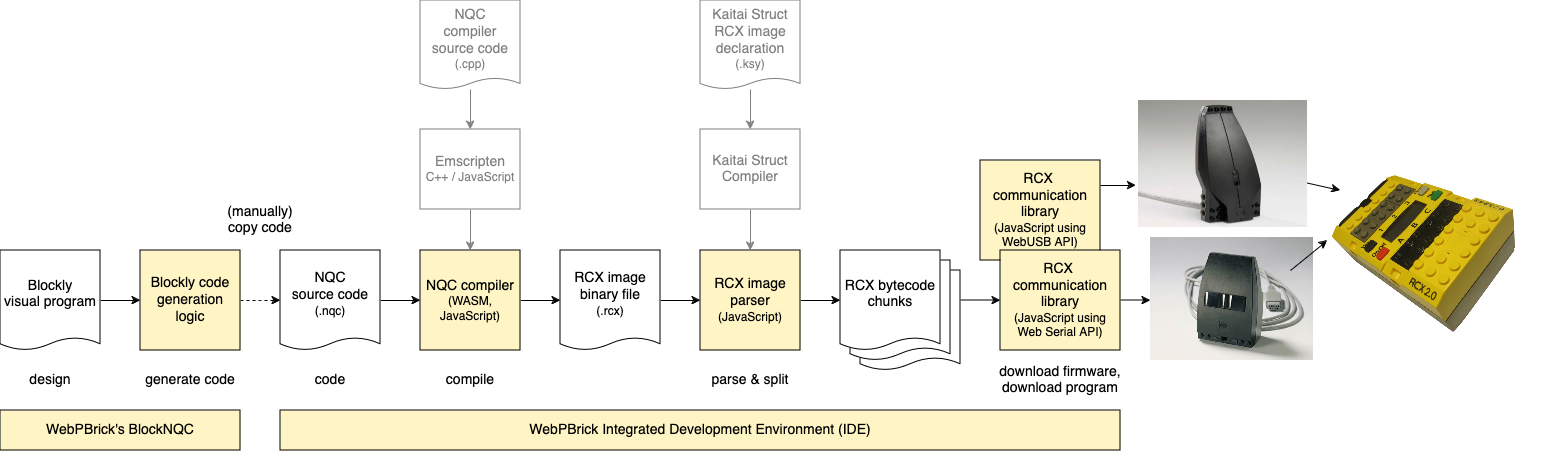 NQC
compiler
source code
(.cpp)
Kaitai Struct
RCX image
declaration
(.ksy)
Emscripten
C++ / JavaScript
Kaitai Struct
Compiler
(manually)
copy code
Blockly
visual program
Blockly code
generation
logic
NQC
source code
(.nqc)
NQC compiler
(WASM,
JavaScript)
RCX image
binary file
(.rcx)
RCX image
parser
(JavaScript)
RCX bytecode
chunks
RCX
communication
library
(JavaScript using
WebUSB API)
RCX
communication
library
(JavaScript using
Web Serial API)
RCX 2.0
design
generate code
code
compile
parse & split
download firmware,
download program
WebPBrick's BlockNQC
WebPBrick Integrated Development Environment (IDE)